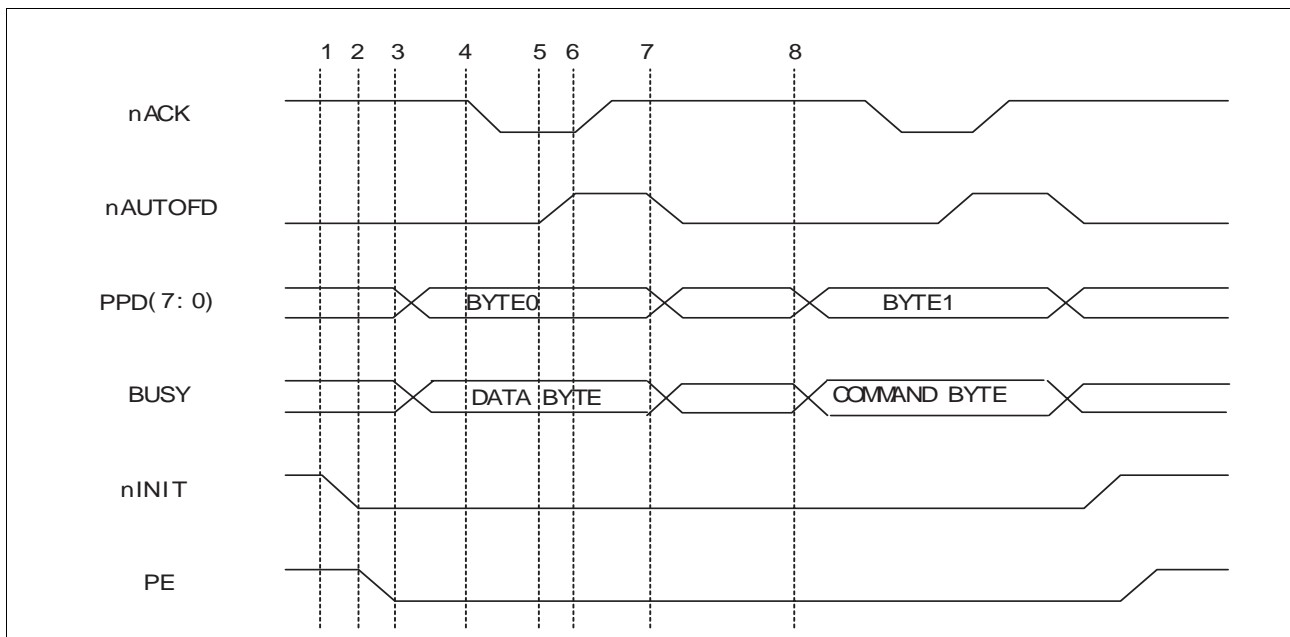 1 2 3 4 5 6 7 8
nACK
nAUTOFD
PPD(7:0) BYTE0 BYTE1
BUSY DATA BYTE COMMAND BYTE
nINIT
PE